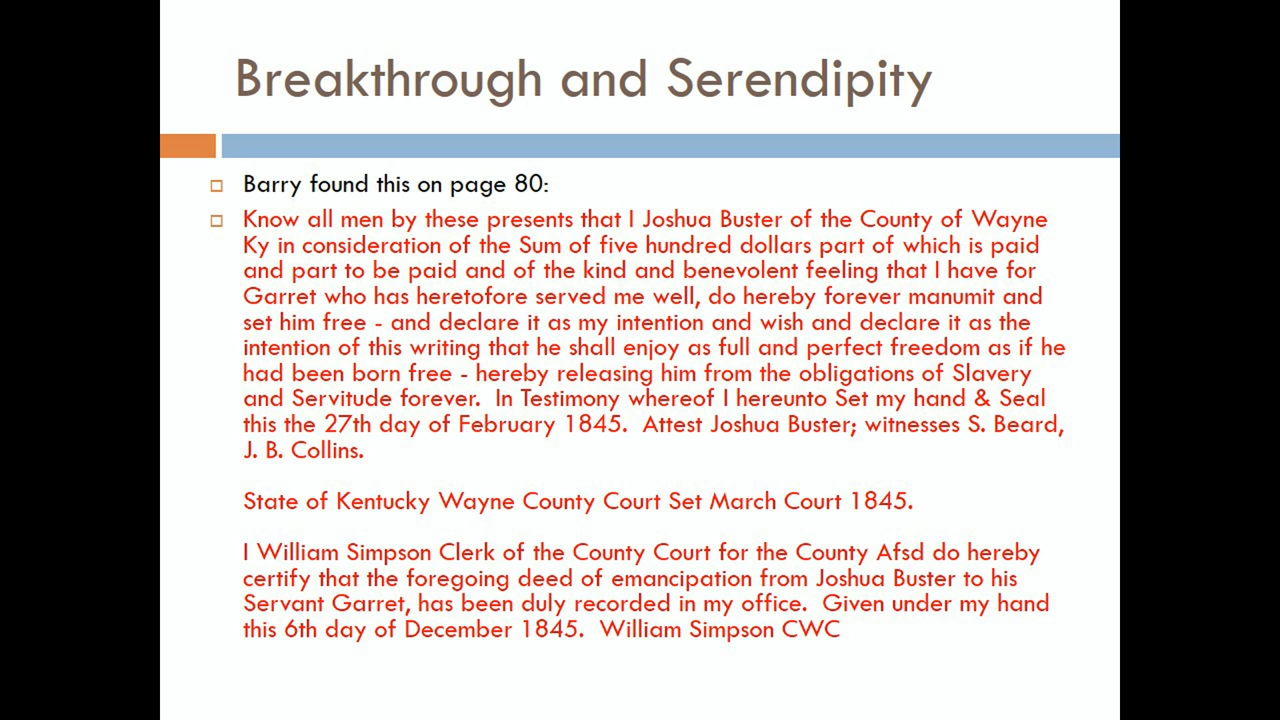 Breakthrough and Serendipity
Barry found this on page 80:
Know all men by these presents that I Joshua Buster of the County of Wayne
Ky in consideration of the Sum of five hundred dollars part of which is paid
and part to be paid and of the kind and benevolent feeling that I have for
Garret who has heretofore served me well, do hereby forever manumit and
set him free - and declare it as my intention and wish and declare it as the
intention of this writing that he shall enjoy as full and perfect freedom as if he
had been born free - hereby releasing him from the obligations of Slavery
and Servitude forever.  In Testimony whereof I hereunto Set my hand & Seal
this the 27th day of February 1845.  Attest Joshua Buster; witnesses S. Beard,
J. B. Collins.
State of Kentucky Wayne County Court Set March Court 1845.
I William Simpson Clerk of the County Court for the County Afsd do hereby
certify that the foregoing deed of emancipation from Joshua Buster to his
Servant Garret, has been duly recorded in my office.  Given under my hand
this 6th day of December 1845.  William Simpson CWC